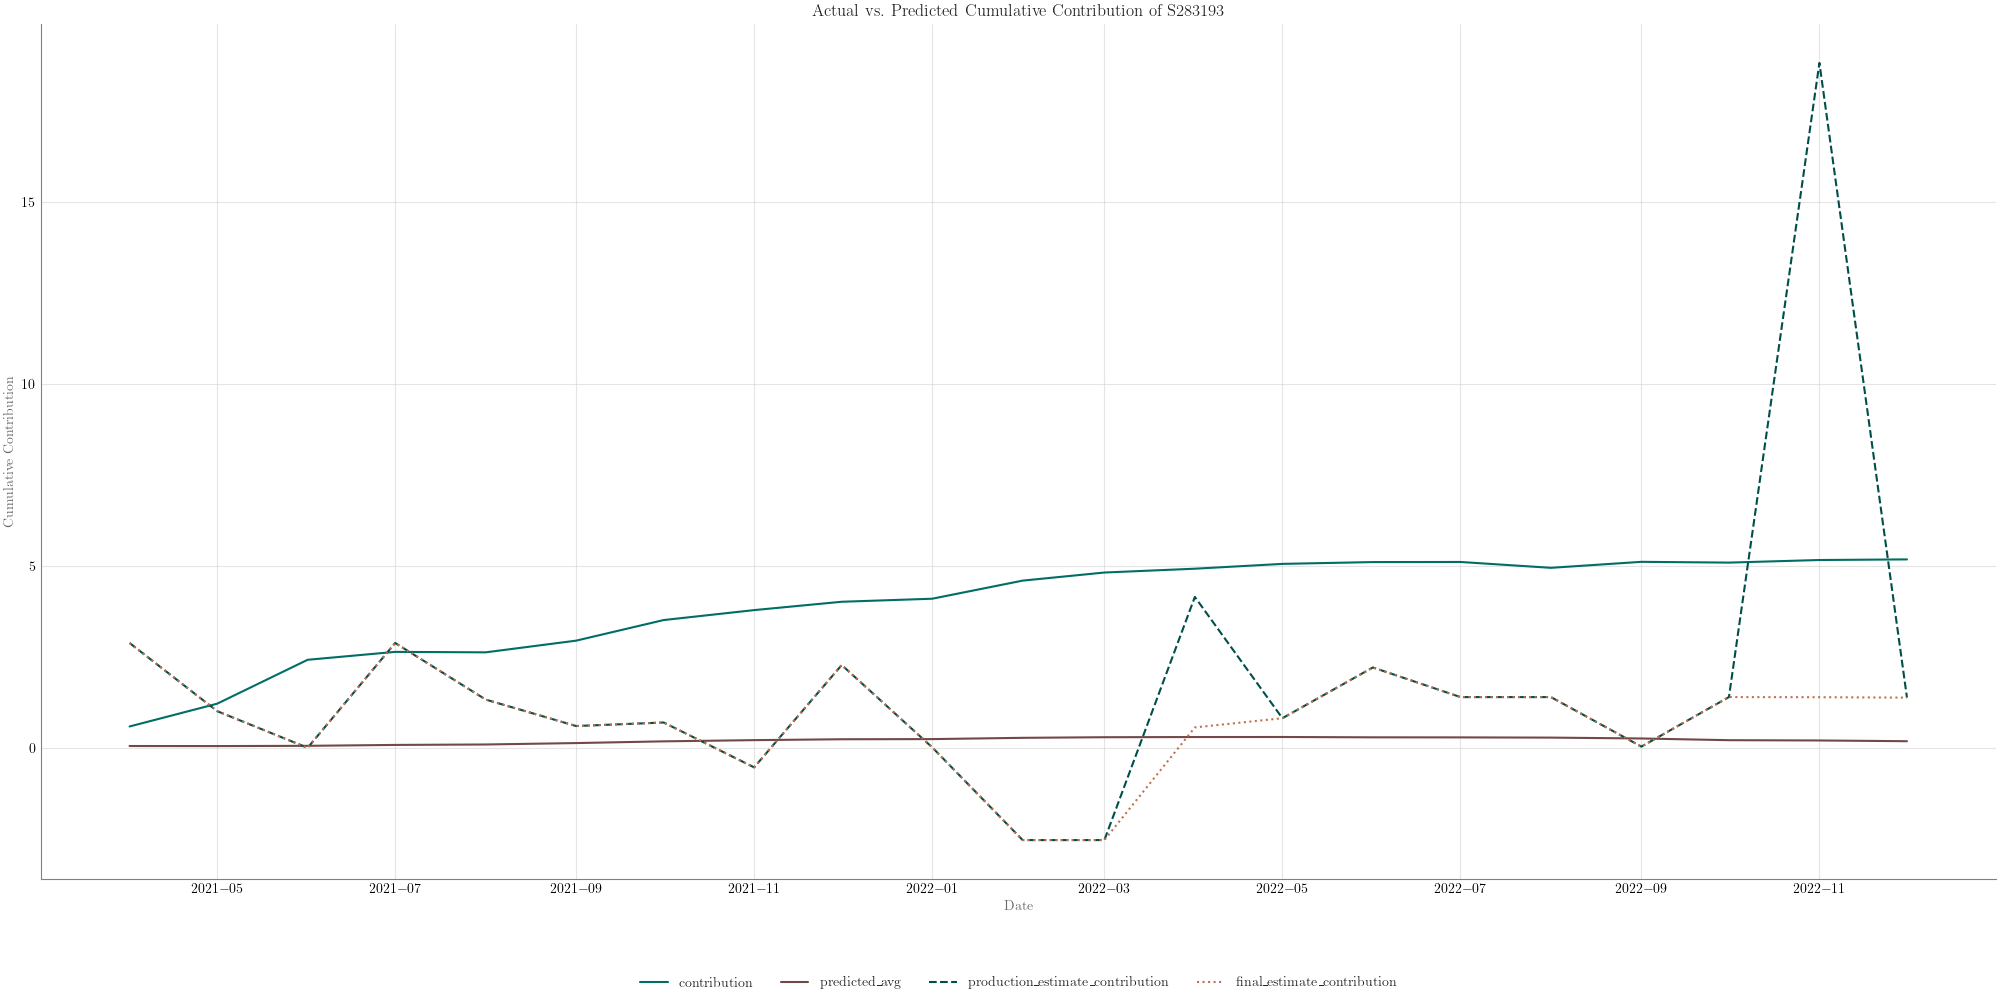 Actual vs. Predicted Cumulative Contribution of S283193
15
10
5
0
Cumulative Contribution
2021−05 2021−07 2021−09 2021−11 2022−01 2022−03 2022−05 2022−07 2022−09 2022−11
Date
contribution predicted_avg production_estimate_contribution final_estimate_contribution